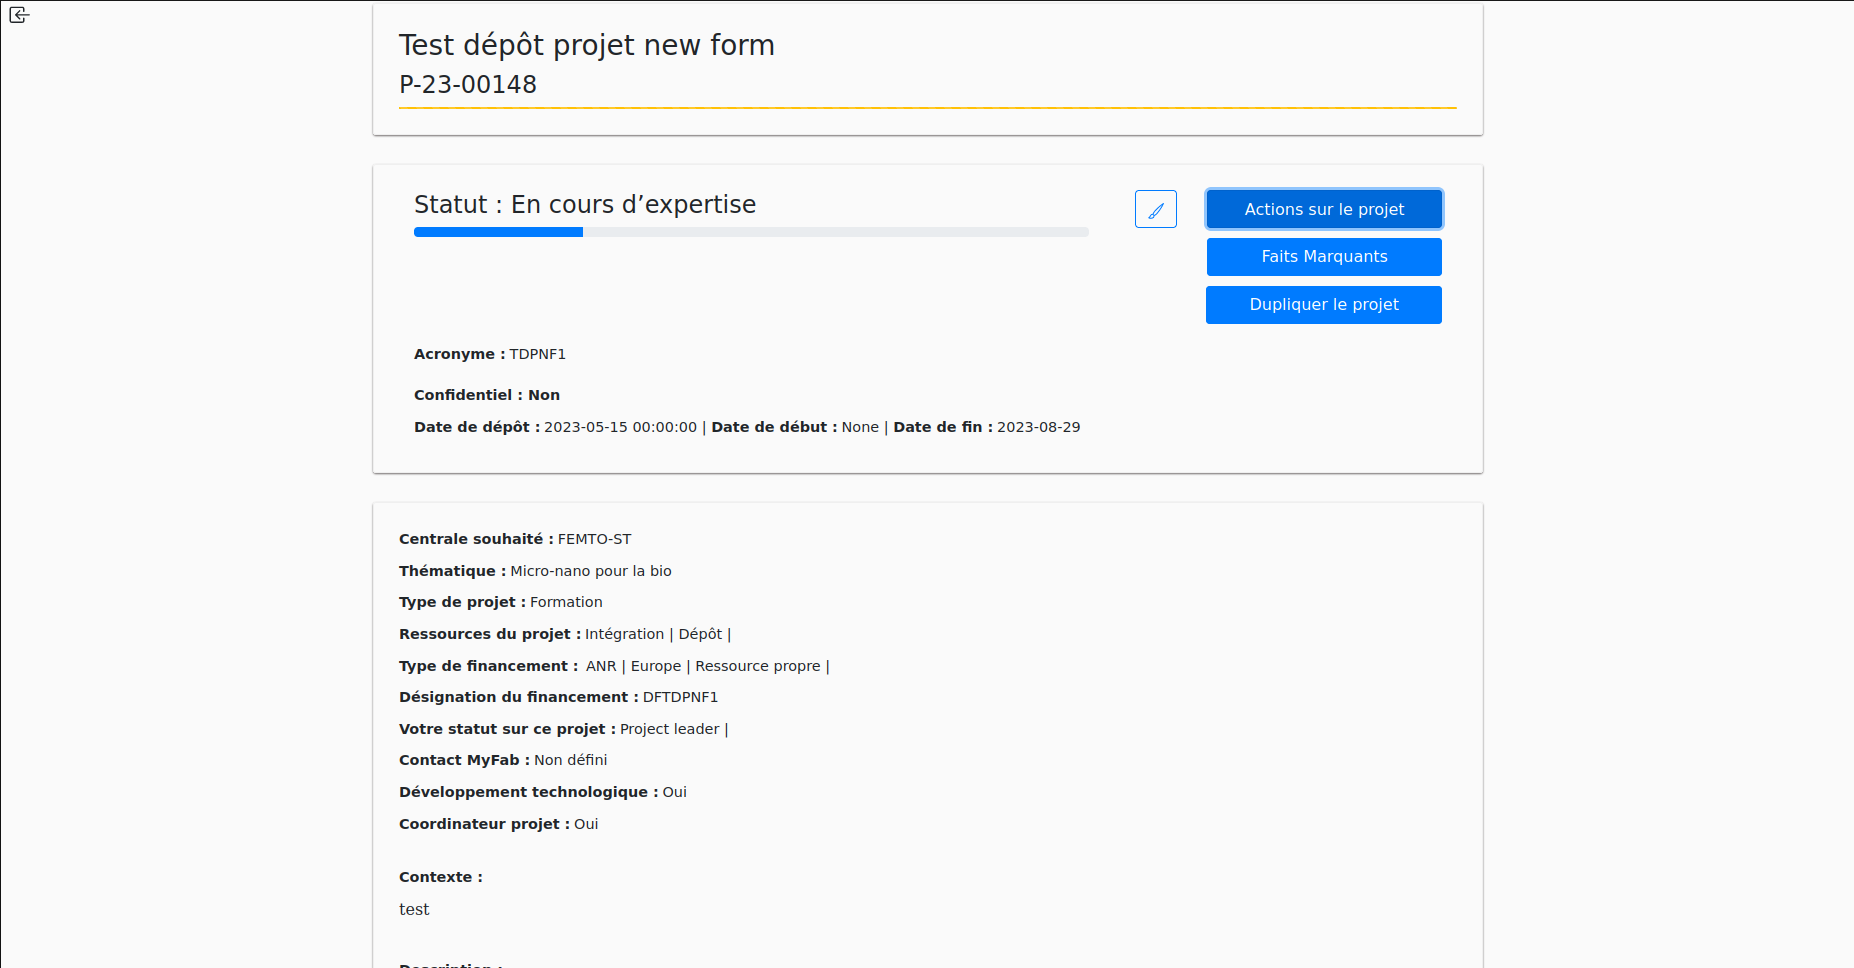 Test dépôt projet new form
P-23-00148
Statut : En cours d’expertise
Actions sur le projet
Faits Marquants
Dupliquer le projet
Acronyme : TDPNF1
Confidentiel : Non
Date de dépôt : 2023-05-15 00:00:00 | Date de début : None | Date de fin : 2023-08-29
Centrale souhaité : FEMTO-ST
Thématique : Micro-nano pour la bio
Type de projet : Formation
Ressources du projet : Intégration | Dépôt |
Type de financement : ANR | Europe | Ressource propre |
Désignation du financement : DFTDPNF1
Votre statut sur ce projet : Project leader |
Contact MyFab : Non défini
Développement technologique : Oui
Coordinateur projet : Oui
Contexte :
test
Description :